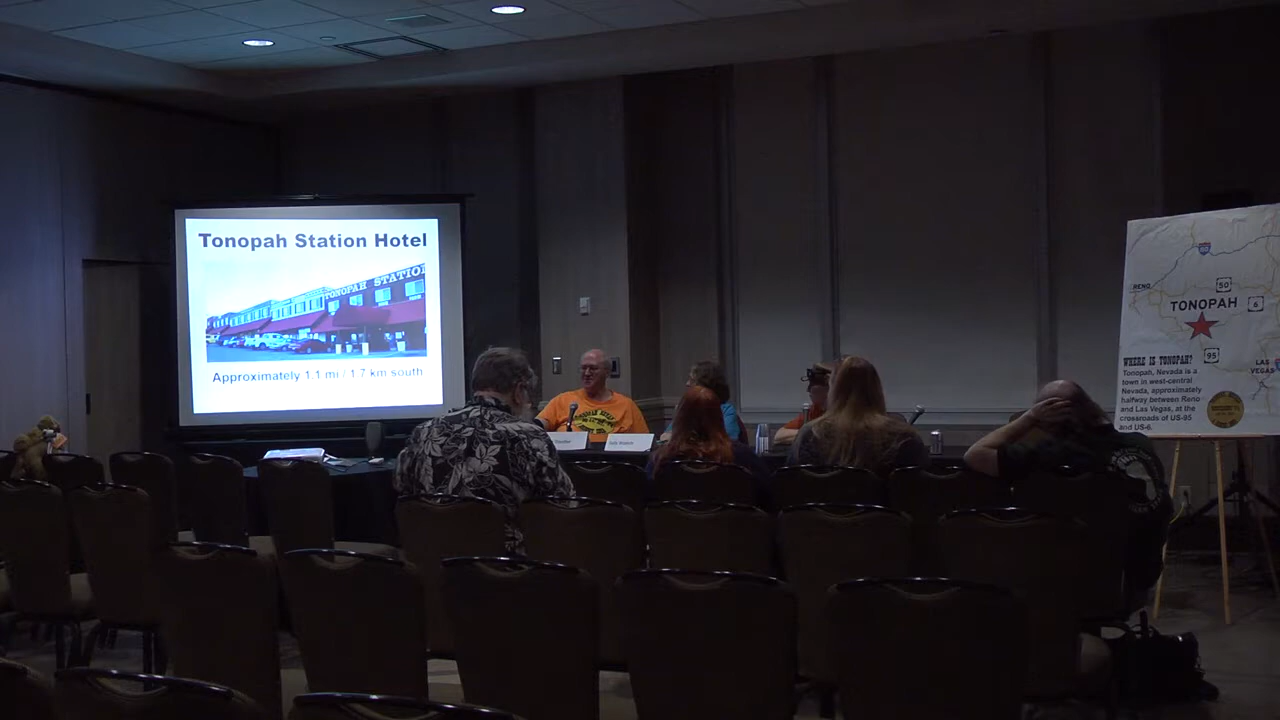 Tonopah Station Hotel
TONOPAH STATION
Approximately 1.1 mi / 1.7 km south
RENO
50
TONOPAH
6
95
LAS
VEGAS
WHERE IS TONOPAH?
Tonopah, Nevada is a
town in west-central
Nevada, approximately
halfway between Reno
and Las Vegas, at the
crossroads of US-95
and US-6.